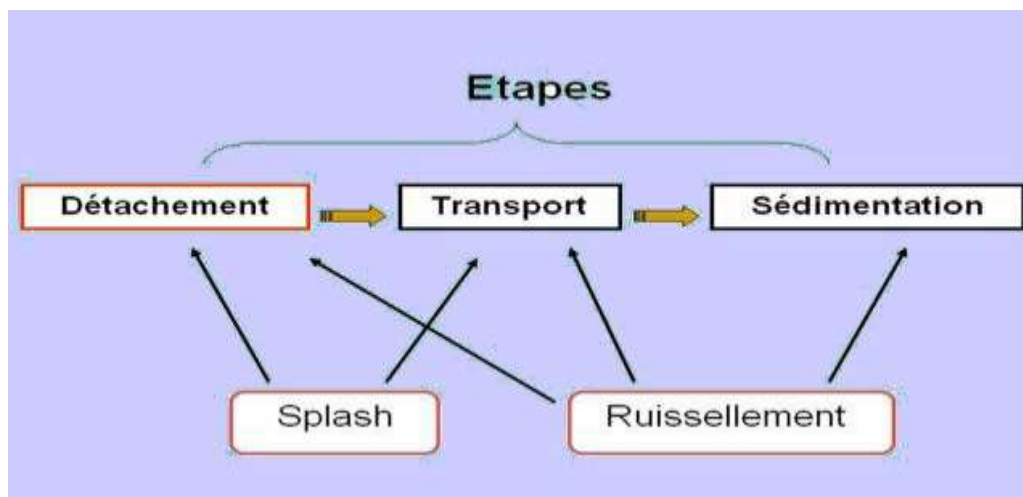 Etapes
Détachement
Transport
Sédimentation
Splash
Ruissellement